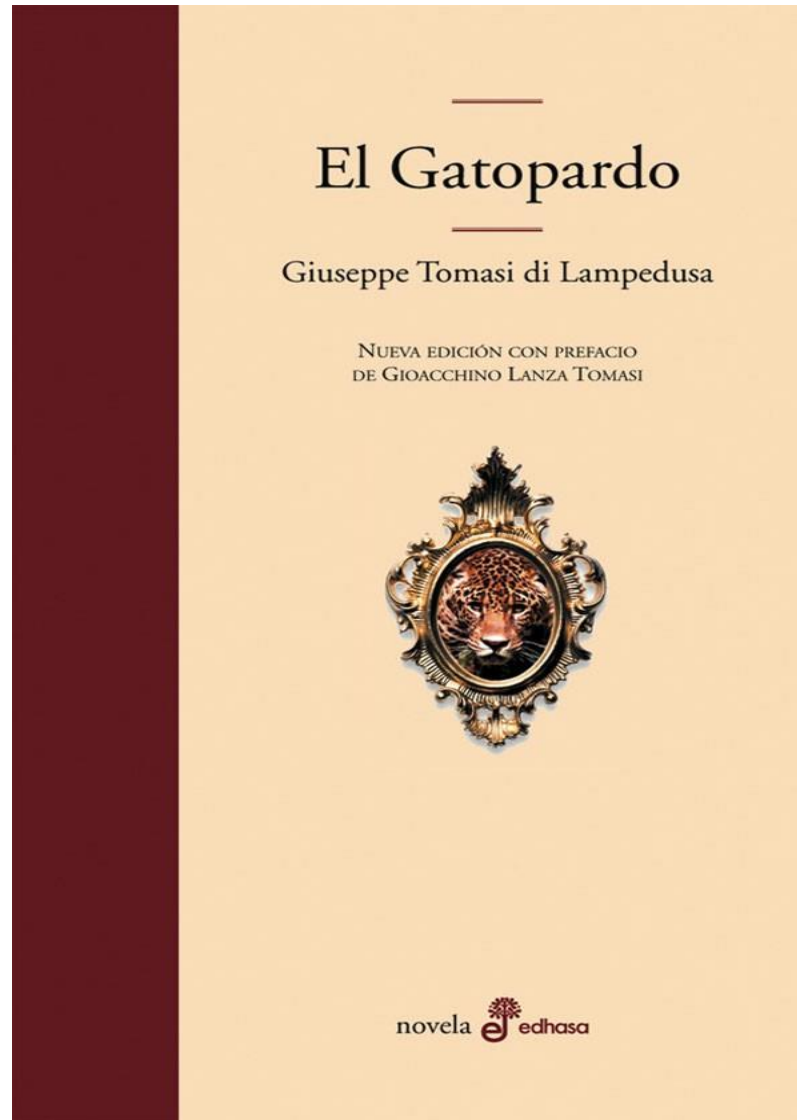 El Gatopardo
Giuseppe Tomasi di Lampedusa
NUEVA EDICIÓN CON PREFACIO
DE GIOACCHINO LANZA TOMASI
novela edhasa